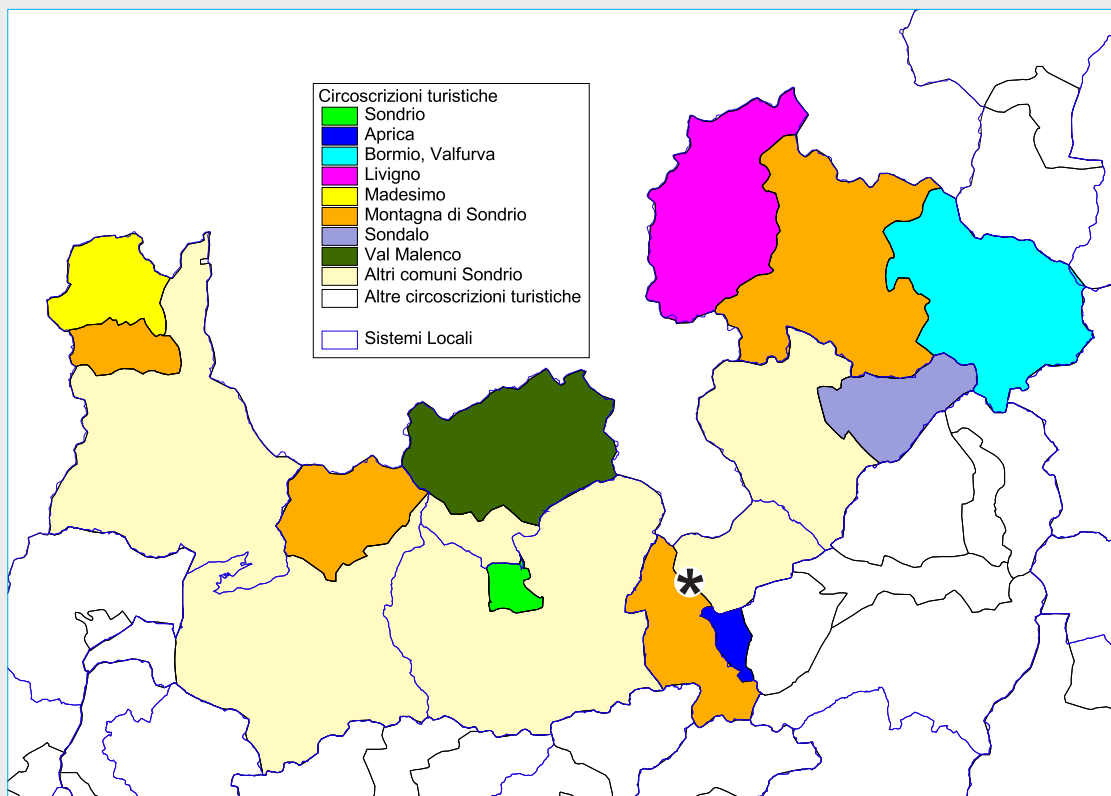 Circoscrizioni turistiche
Sondrio
Aprica
Bormio, Valfurva
Livigno
Madesimo
Montagna di Sondrio
Sondalo
Val Malenco
Altri comuni Sondrio
Altre circoscrizioni turistiche
Sistemi Locali
*